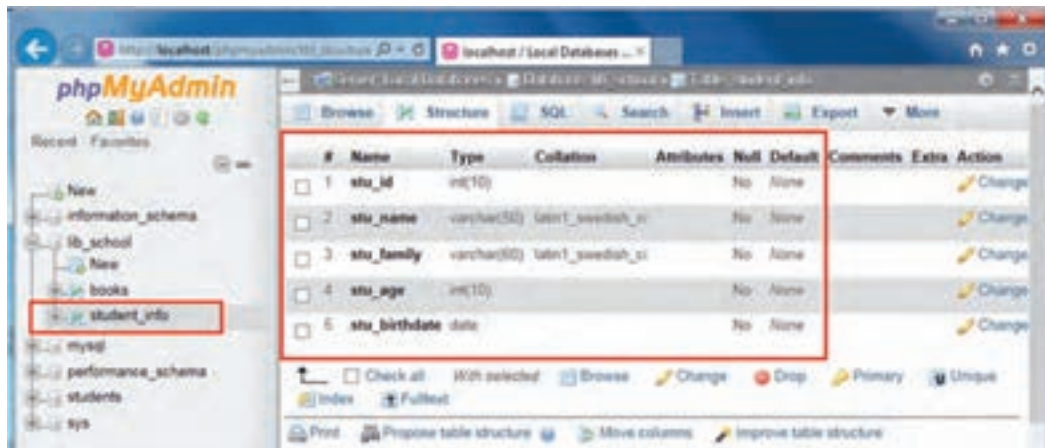 localhost
localhost / Local Databases ...
phpMyAdmin
Recent Favorites
New
information_schema
lib_school
New
books
student_info
mysql
performance_schema
students
sys
Browse Structure SQL Search Insert Export More
# Name Type Collation Attributes Null Default Comments Extra Action
1 stu_id int(10) No None Change
2 stu_name varchar(50) latin1_swedish_ci No None Change
3 stu_family varchar(60) latin1_swedish_ci No None Change
4 stu_age int(10) No None Change
5 stu_birthdate date No None Change
Check all With selected Browse Change Drop Primary Unique
Index Fulltext
Print Propose table structure Move columns Improve table structure